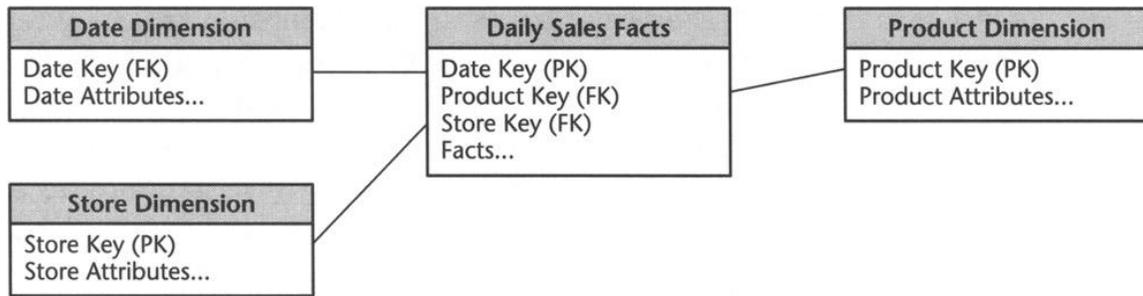 Date Dimension
Date Key (FK)
Date Attributes...
Daily Sales Facts
Date Key (PK)
Product Key (FK)
Store Key (FK)
Facts...
Product Dimension
Product Key (PK)
Product Attributes...
Store Dimension
Store Key (PK)
Store Attributes...